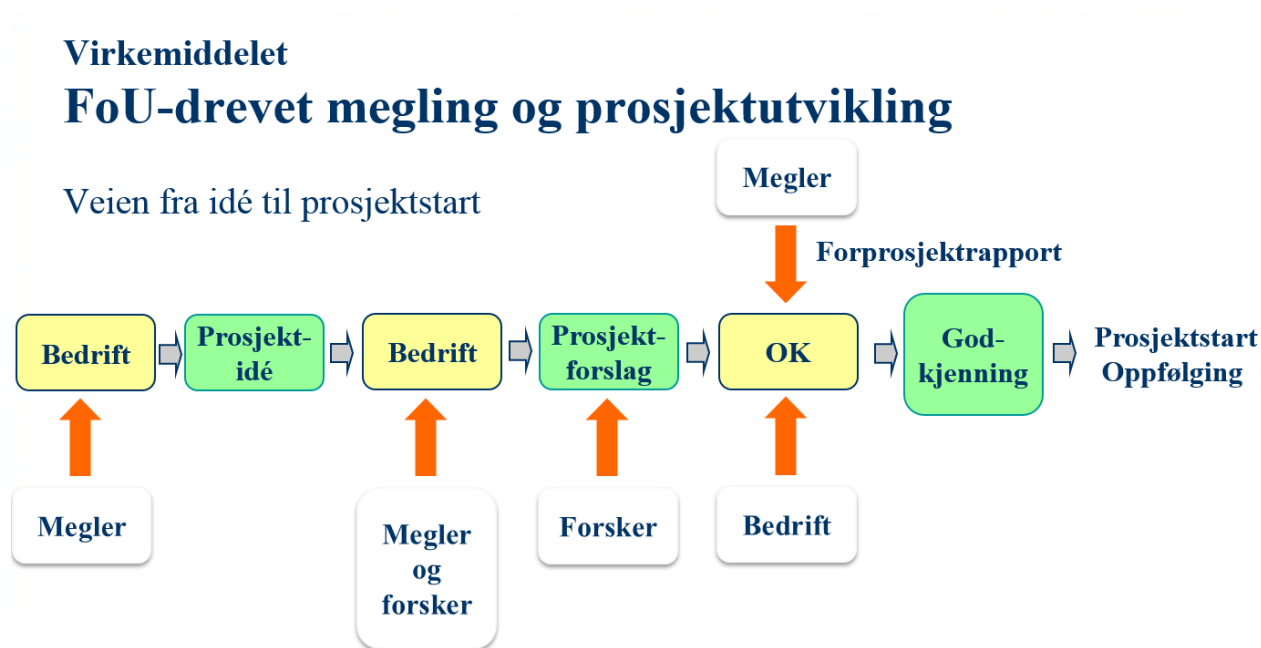 Virkemiddelet
FoU-drevet megling og prosjektutvikling
Veien fra idé til prosjektstart
Megler
Forprosjektrapport
Bedrift
Prosjekt-
idé
Bedrift
Prosjekt-
forslag
OK
God-
kjenning
Prosjektstart
Oppfølging
Megler
Megler
og
forsker
Forsker
Bedrift